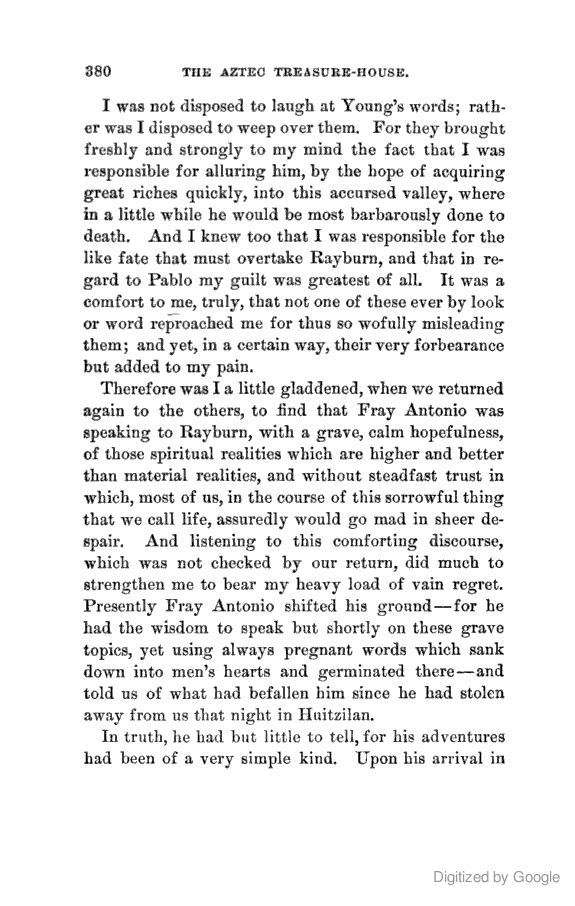 380 THE AZTEC TREASURE-HOUSE.
I was not disposed to laugh at Young's words; rath-
er was I disposed to weep over them. For they brought
freshly and strongly to my mind the fact that I was
responsible for alluring him, by the hope of acquiring
great riches quickly, into this accursed valley, where
in a little while he would be most barbarously done to
death. And I knew too that I was responsible for the
like fate that must overtake Rayburn, and that in re-
gard to Pablo my guilt was greatest of all. It was a
comfort to me, truly, that not one of these ever by look
or word reproached me for thus so wofully misleading
them; and yet, in a certain way, their very forbearance
but added to my pain.
Therefore was I a little gladdened, when we returned
again to the others, to find that Fray Antonio was
speaking to Rayburn, with a grave, calm hopefulness,
of those spiritual realities which are higher and better
than material realities, and without steadfast trust in
which, most of us, in the course of this sorrowful thing
that we call life, assuredly would go mad in sheer de-
spair. And listening to this comforting discourse,
which was not checked by our return, did much to
strengthen me to bear my heavy load of vain regret.
Presently Fray Antonio shifted his ground—for he
had the wisdom to speak but shortly on these grave
topics, yet using always pregnant words which sank
down into men's hearts and germinated there—and
told us of what had befallen him since he had stolen
away from us that night in Huitzilan.
In truth, he had but little to tell, for his adventures
had been of a very simple kind. Upon his arrival in
Digitized by Google